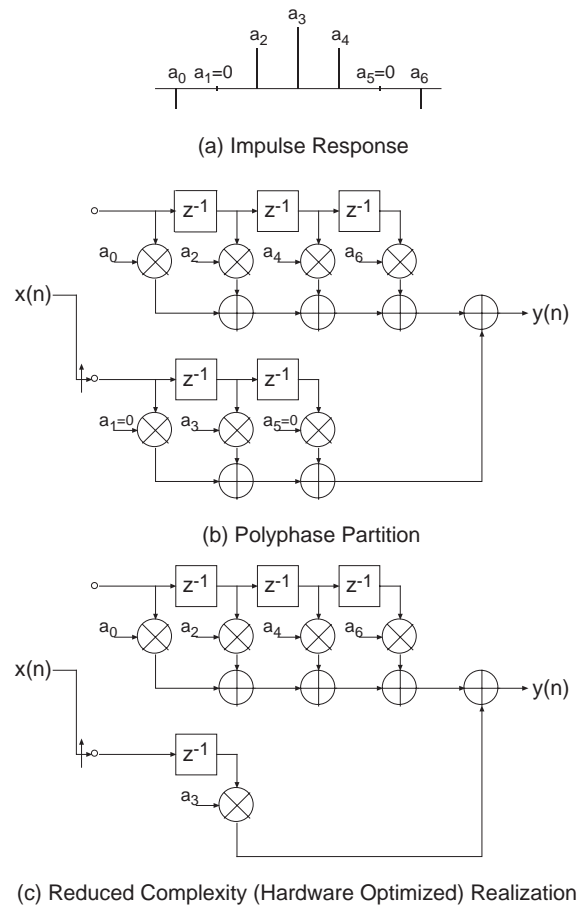 a3
a2 a4
a0 a1=0 a5=0 a6
(a) Impulse Response
z-1 z-1 z-1
a0 a2 a4 a6
x(n)
y(n)
z-1 z-1
a1=0 a3 a5=0
(b) Polyphase Partition
z-1 z-1 z-1
a0 a2 a4 a6
x(n)
y(n)
z-1
a3
(c) Reduced Complexity (Hardware Optimized) Realization